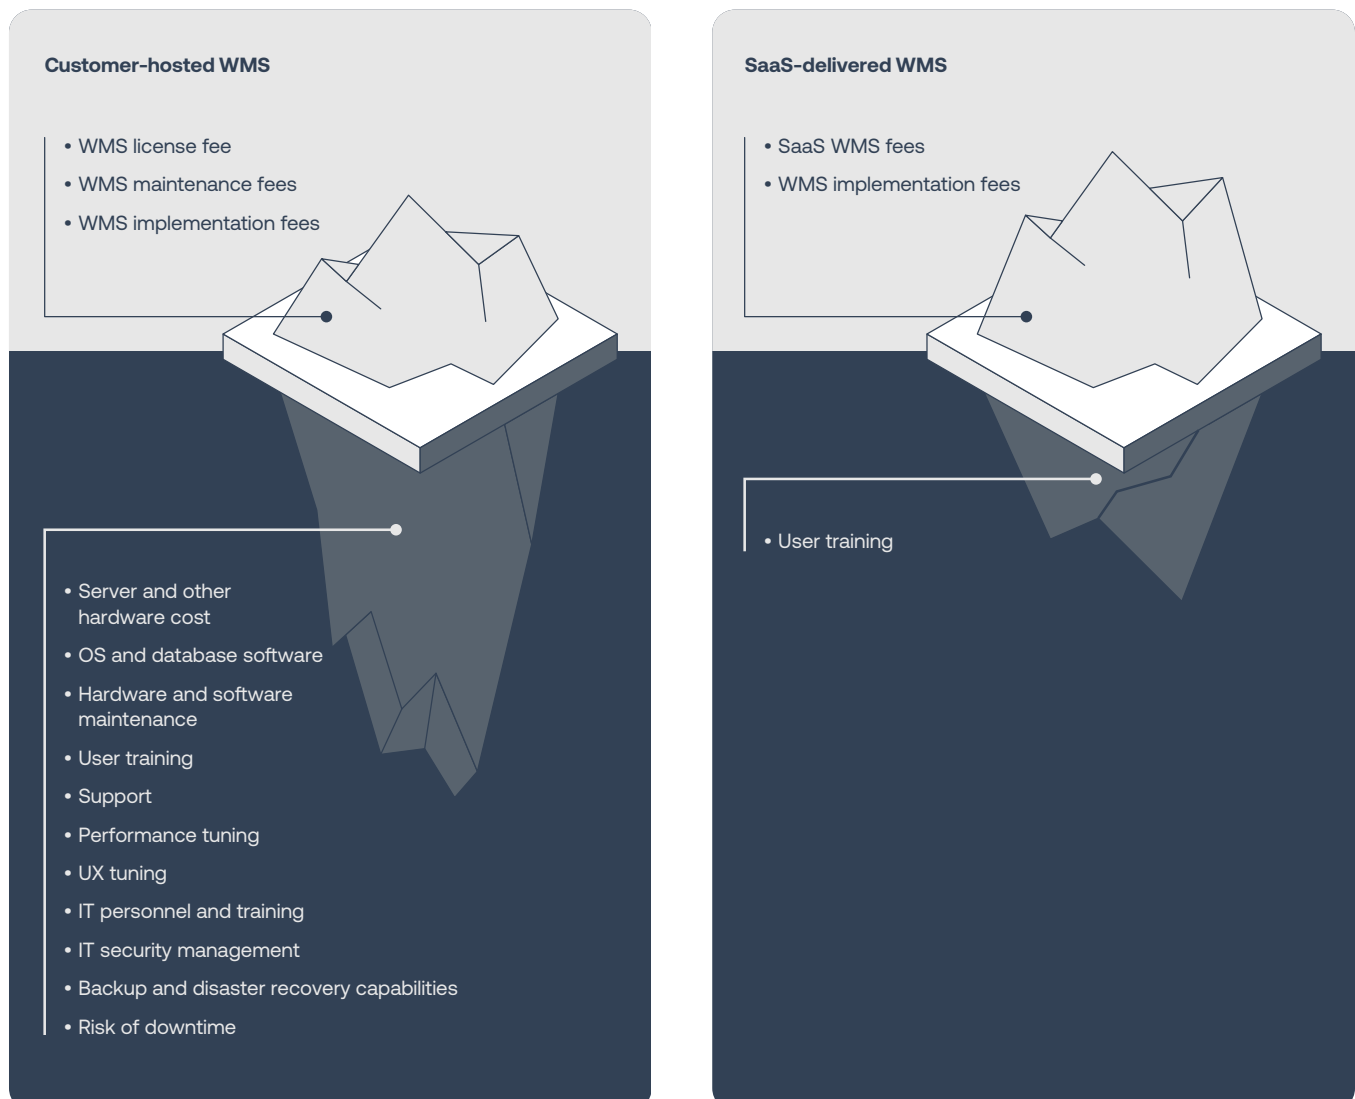 Customer-hosted WMS
• WMS license fee
• WMS maintenance fees
• WMS implementation fees
• Server and other
hardware cost
• OS and database software
• Hardware and software
maintenance
• User training
• Support
• Performance tuning
• UX tuning
• IT personnel and training
• IT security management
• Backup and disaster recovery capabilities
• Risk of downtime
SaaS-delivered WMS
• SaaS WMS fees
• WMS implementation fees
• User training